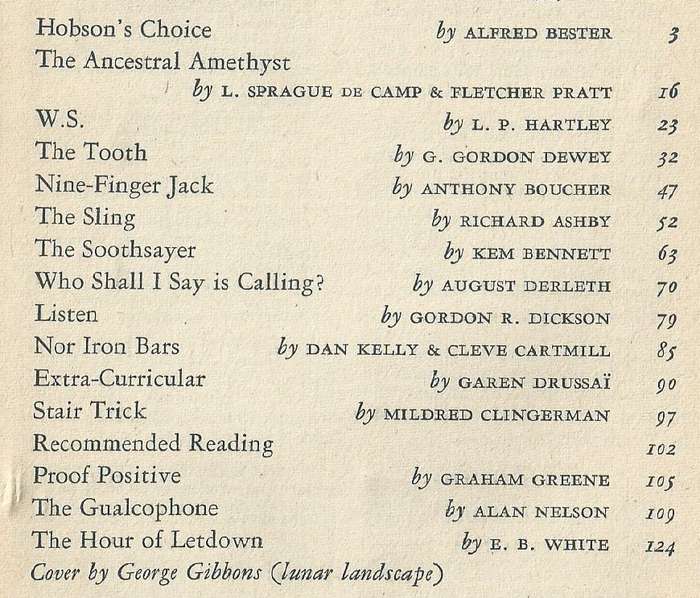 Hobson's Choice by ALFRED BESTER 3
The Ancestral Amethyst
by L. SPRAGUE DE CAMP & FLETCHER PRATT 16
W.S. by L. P. HARTLEY 23
The Tooth by G. GORDON DEWEY 32
Nine-Finger Jack by ANTHONY BOUCHER 47
The Sling by RICHARD ASHBY 52
The Soothsayer by KEM BENNETT 63
Who Shall I Say is Calling? by AUGUST DERLETH 70
Listen by GORDON R. DICKSON 79
Nor Iron Bars by DAN KELLY & CLEVE CARTMILL 85
Extra-Curricular by GAREN DRUSSAÏ 90
Stair Trick by MILDRED CLINGERMAN 97
Recommended Reading 102
Proof Positive by GRAHAM GREENE 105
The Gualcophone by ALAN NELSON 109
The Hour of Letdown by E. B. WHITE 124
Cover by George Gibbons (lunar landscape)